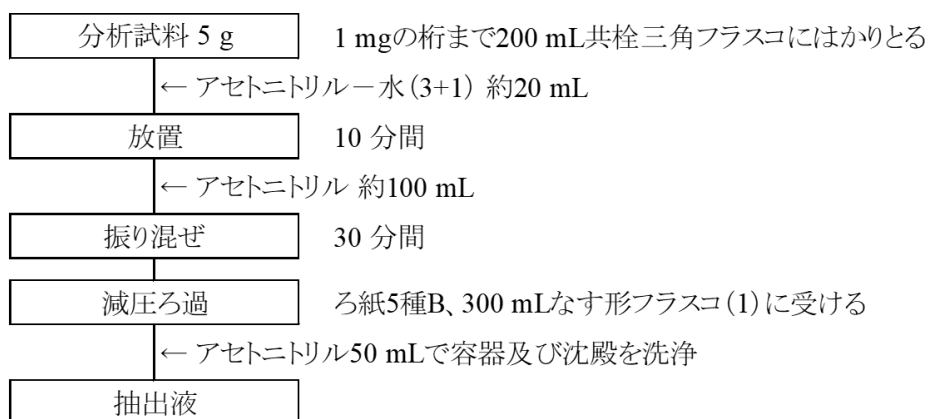 分析試料 5 g 1 mgの桁まで200 mL共栓三角フラスコにはかりとる
← アセトニトリル－水(3+1) 約20 mL
放置 10 分間
← アセトニトリル 約100 mL
振り混ぜ 30 分間
減圧ろ過 ろ紙5種B、300 mLなす形フラスコ(1)に受ける
← アセトニトリル50 mLで容器及び沈殿を洗浄
抽出液